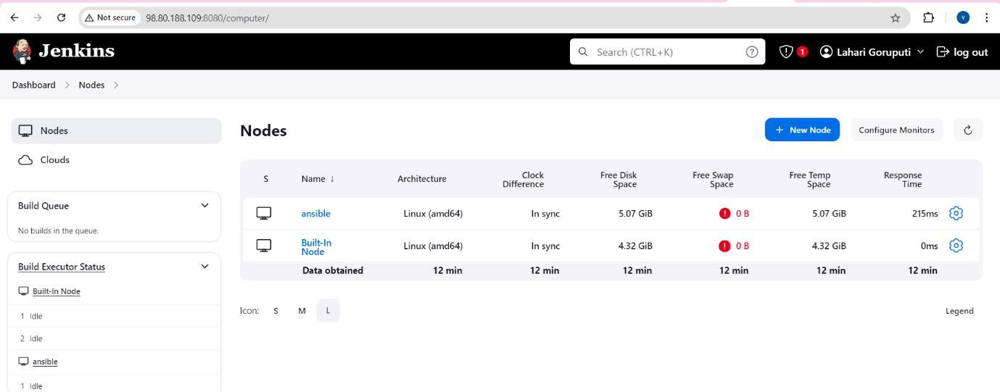 Not secure 98.80.188.109:8080/computer/ V
Jenkins Search (CTRL+K) ? 1 Lahari Goruputi log out
Dashboard Nodes
Nodes
Clouds
Build Queue
No builds in the queue.
Build Executor Status
Built-In Node
1 Idle
2 Idle
ansible
1 Idle
Nodes + New Node Configure Monitors
S Name ↓ Architecture Clock Difference Free Disk Space Free Swap Space Free Temp Space Response Time
ansible Linux (amd64) In sync 5.07 GiB ! 0 B 5.07 GiB 215ms
Built-In Node Linux (amd64) In sync 4.32 GiB ! 0 B 4.32 GiB 0ms
Data obtained 12 min 12 min 12 min 12 min 12 min 12 min
Icon: S M L Legend